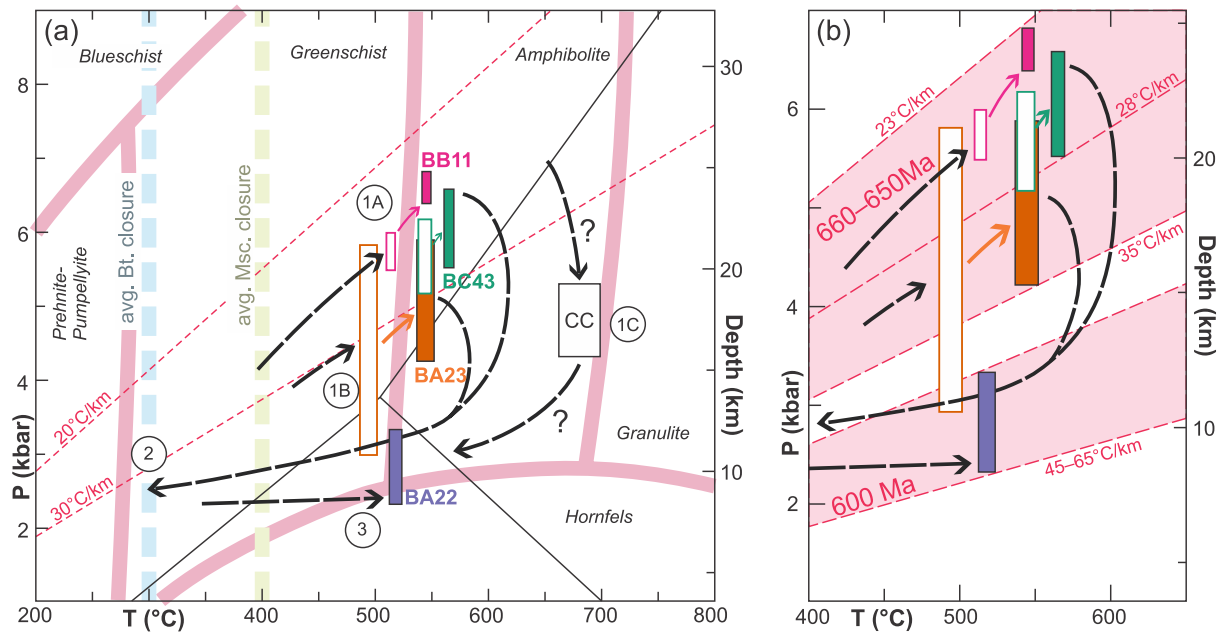 (a)
Blueschist
Greenschist
Amphibolite
8
6
4
2
P (kbar)
Prehnite-
Pumpellyite
avg. Bt. closure
avg. Msc. closure
20°C/km
30°C/km
1A
1B
1C
2
3
BB11
BC43
BA23
BA22
CC
?
?
Granulite
Hornfels
30
20
10
Depth (km)
200
300
400
500
600
700
800
T (°C)
(b)
6
4
2
P (kbar)
23°C/km
28°C/km
35°C/km
45–65°C/km
660–650Ma
600 Ma
20
10
Depth (km)
400
500
600
T (°C)